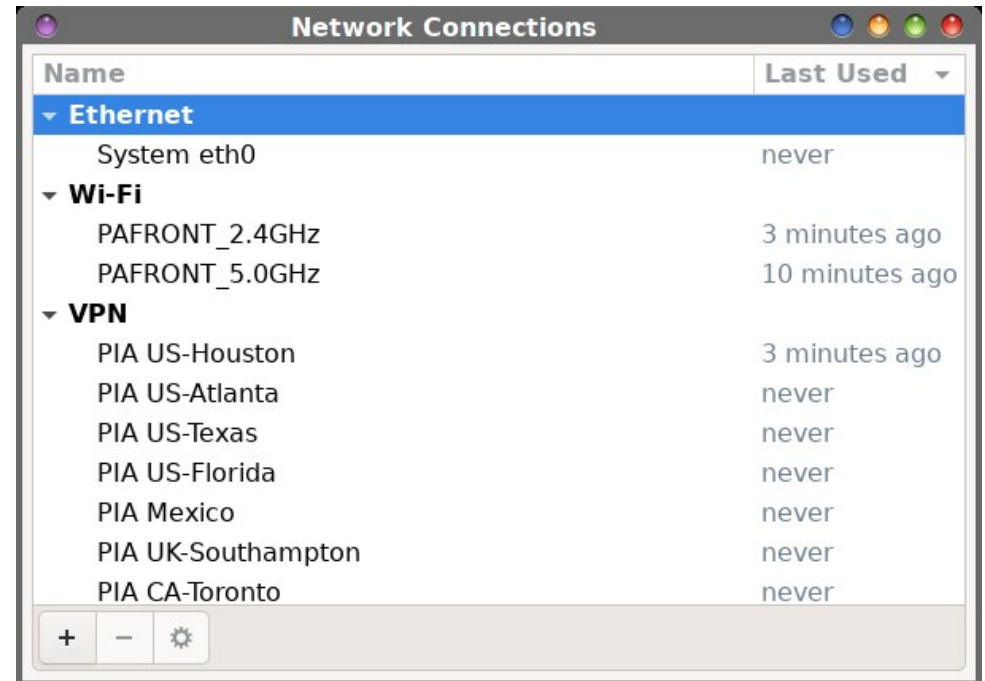 Network Connections
Name Last Used
Ethernet
System eth0 never
Wi-Fi
PAFRONT_2.4GHz 3 minutes ago
PAFRONT_5.0GHz 10 minutes ago
VPN
PIA US-Houston 3 minutes ago
PIA US-Atlanta never
PIA US-Texas never
PIA US-Florida never
PIA Mexico never
PIA UK-Southampton never
PIA CA-Toronto never